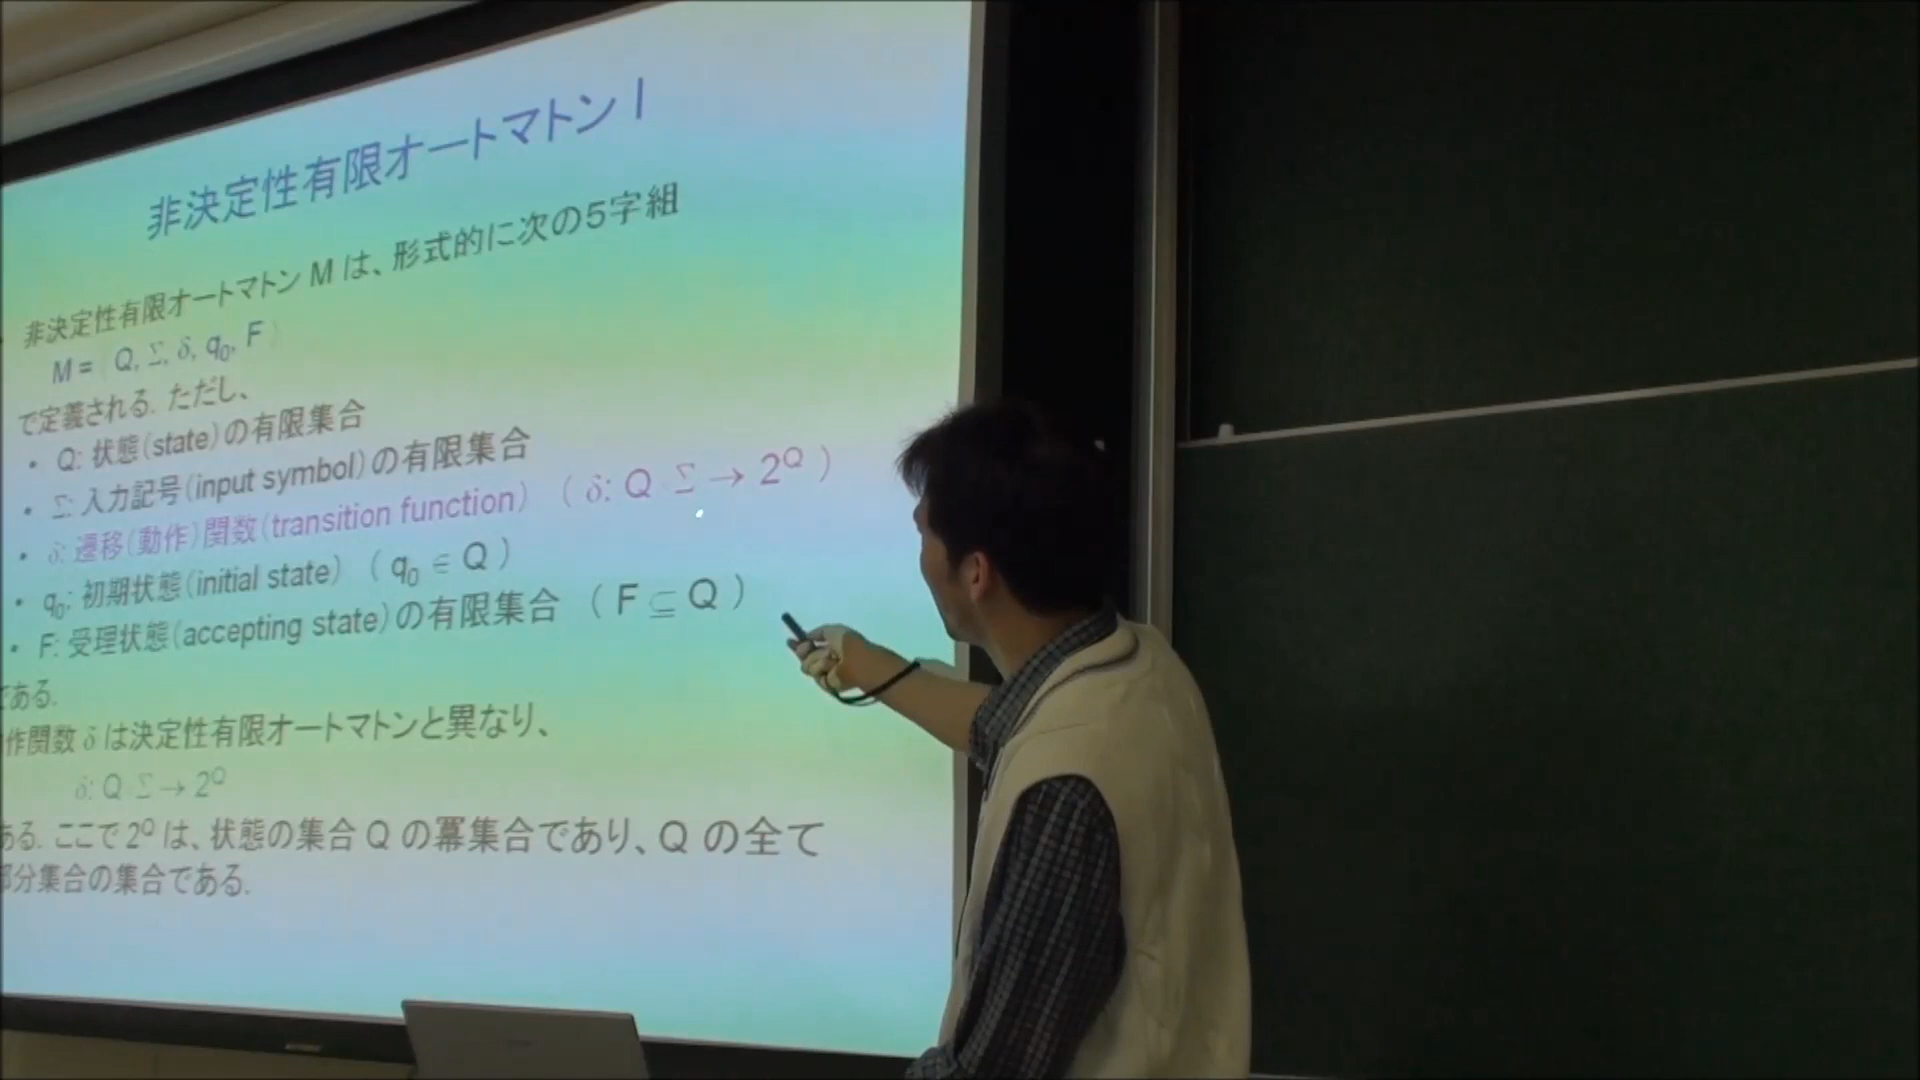 非決定性有限オートマトン I
非決定性有限オートマトン M は、形式的に次の5字組
M = Q, Σ, δ, q₀, F
で定義される. ただし、
• Q: 状態(state)の有限集合
• Σ: 入力記号(input symbol)の有限集合
• δ: 遷移(動作)関数(transition function) ( δ: Q Σ → 2^Q )
• q₀: 初期状態(initial state) ( q₀ ∈ Q )
• F: 受理状態(accepting state)の有限集合 ( F ⊆ Q )
である.
作関数 δ は決定性有限オートマトンと異なり、
δ: Q Σ → 2^Q
ある. ここで 2^Q は、状態の集合 Q の冪集合であり、Q の全て
部分集合の集合である.